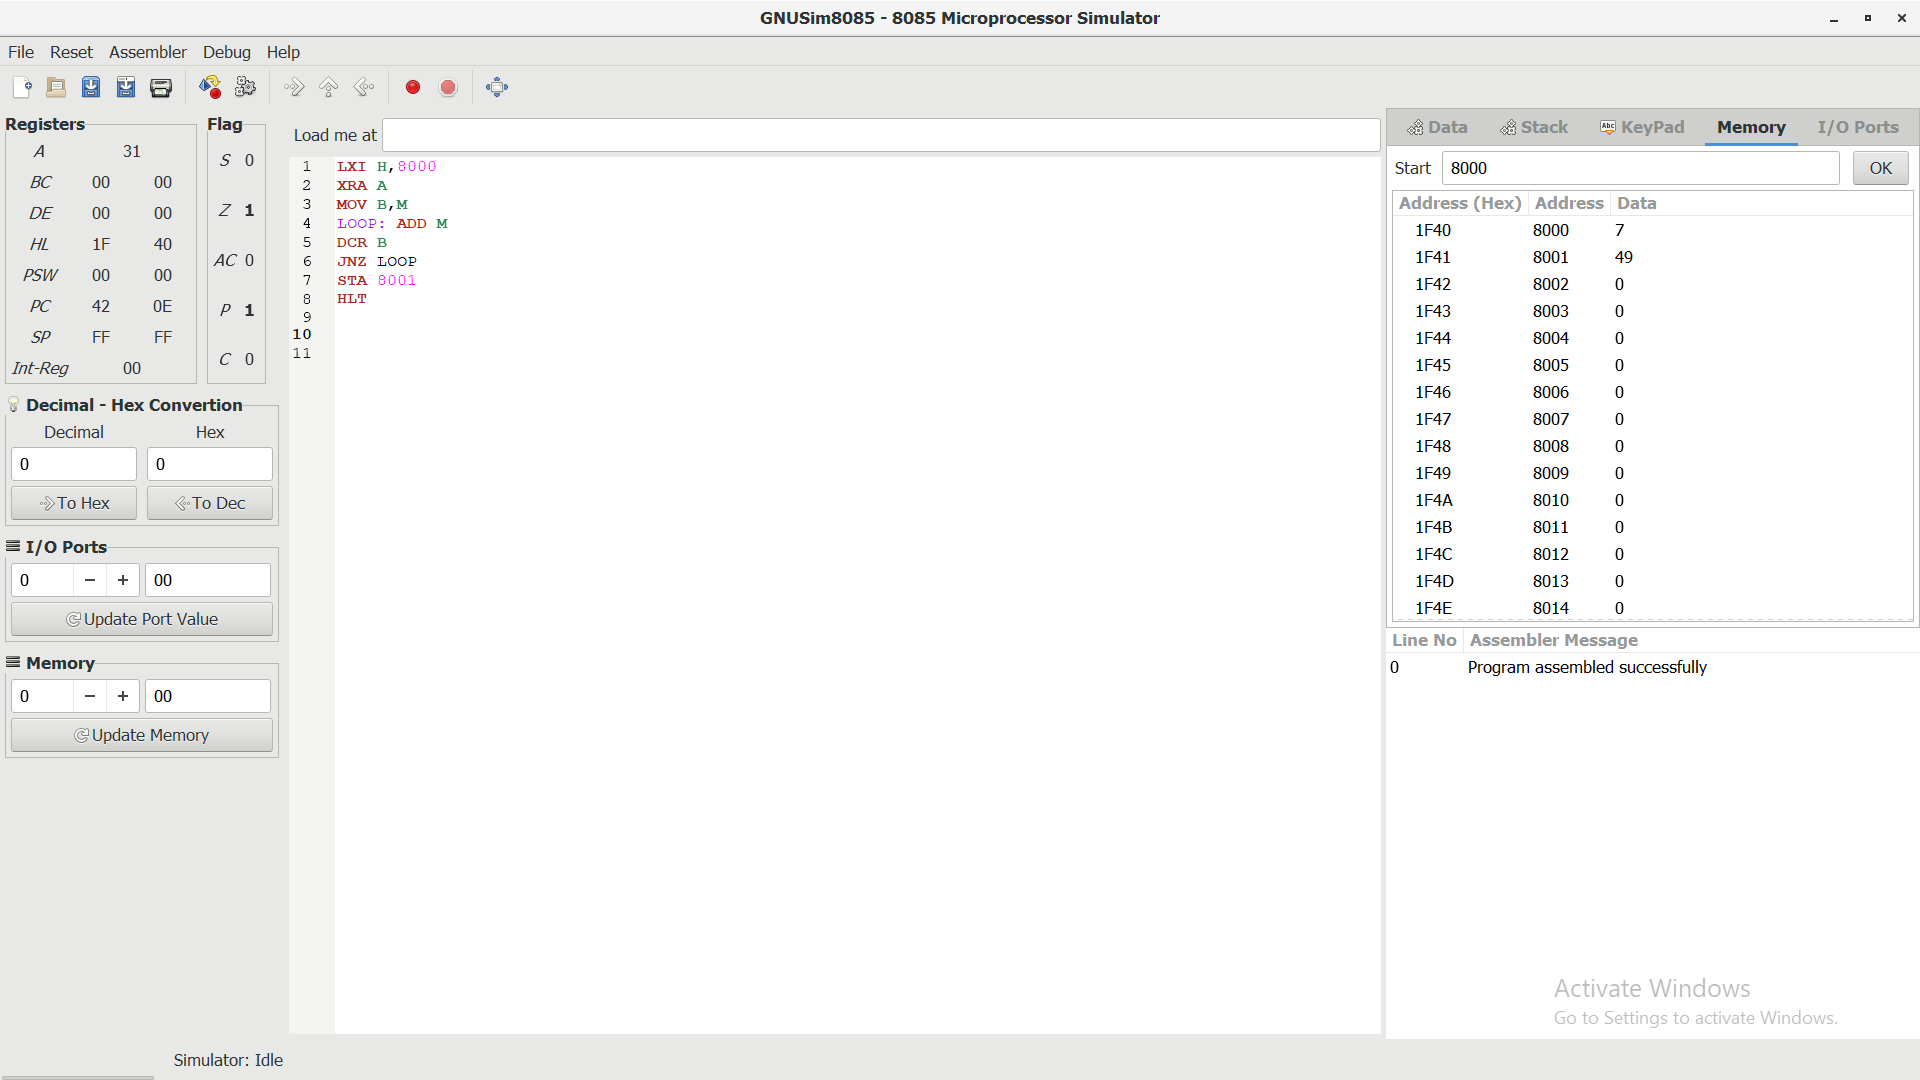 GNUSim8085 - 8085 Microprocessor Simulator
File Reset Assembler Debug Help
Registers
A 31
BC 00 00
DE 00 00
HL 1F 40
PSW 00 00
PC 42 0E
SP FF FF
Int-Reg 00
Flag
S 0
Z 1
AC 0
P 1
C 0
Decimal - Hex Convertion
Decimal Hex
0 0
To Hex To Dec
I/O Ports
0 − + 00
Update Port Value
Memory
0 − + 00
Update Memory
Load me at
1 LXI H,8000
2 XRA A
3 MOV B,M
4 LOOP: ADD M
5 DCR B
6 JNZ LOOP
7 STA 8001
8 HLT
9
10
11
Data Stack Abc KeyPad Memory I/O Ports
Start 8000 OK
Address (Hex) Address Data
1F40 8000 7
1F41 8001 49
1F42 8002 0
1F43 8003 0
1F44 8004 0
1F45 8005 0
1F46 8006 0
1F47 8007 0
1F48 8008 0
1F49 8009 0
1F4A 8010 0
1F4B 8011 0
1F4C 8012 0
1F4D 8013 0
1F4E 8014 0
Line No Assembler Message
0 Program assembled successfully
Activate Windows
Go to Settings to activate Windows.
Simulator: Idle